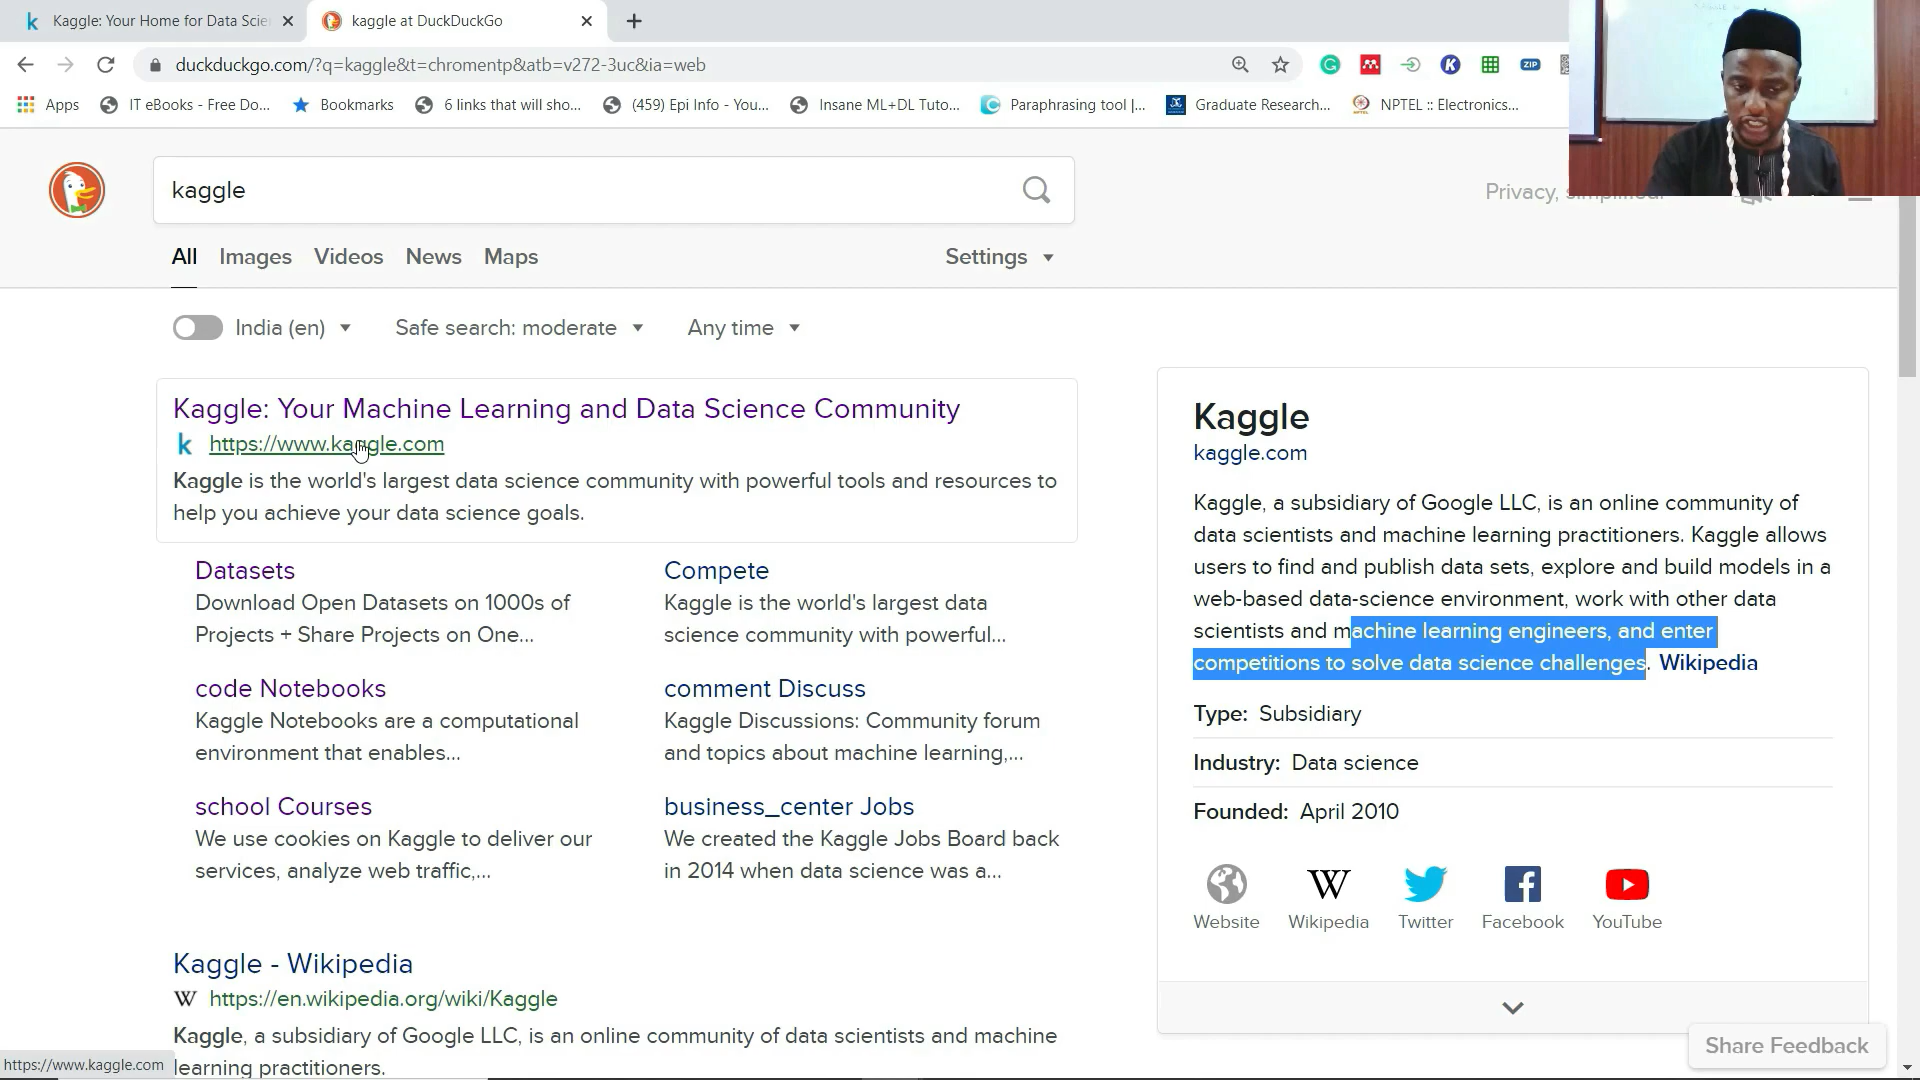 Kaggle: Your Home for Data Scie
kaggle at DuckDuckGo
duckduckgo.com/?q=kaggle&t=chromentp&atb=v272-3uc&ia=web
Apps
IT eBooks - Free Do...
Bookmarks
6 links that will sho...
(459) Epi Info - You...
Insane ML+DL Tuto...
Paraphrasing tool |...
Graduate Research...
NPTEL :: Electronics...
kaggle
Privacy,
All Images Videos News Maps Settings
India (en) Safe search: moderate Any time
Kaggle: Your Machine Learning and Data Science Community
https://www.kaggle.com
Kaggle is the world's largest data science community with powerful tools and resources to
help you achieve your data science goals.
Datasets
Download Open Datasets on 1000s of
Projects + Share Projects on One...
Compete
Kaggle is the world's largest data
science community with powerful...
code Notebooks
Kaggle Notebooks are a computational
environment that enables...
comment Discuss
Kaggle Discussions: Community forum
and topics about machine learning,...
school Courses
We use cookies on Kaggle to deliver our
services, analyze web traffic,...
business_center Jobs
We created the Kaggle Jobs Board back
in 2014 when data science was a...
Kaggle - Wikipedia
W https://en.wikipedia.org/wiki/Kaggle
Kaggle, a subsidiary of Google LLC, is an online community of data scientists and machine
learning practitioners.
https://www.kaggle.com
Kaggle
kaggle.com
Kaggle, a subsidiary of Google LLC, is an online community of
data scientists and machine learning practitioners. Kaggle allows
users to find and publish data sets, explore and build models in a
web-based data-science environment, work with other data
scientists and machine learning engineers, and enter
competitions to solve data science challenges. Wikipedia
Type: Subsidiary
Industry: Data science
Founded: April 2010
Website Wikipedia Twitter Facebook YouTube
Share Feedback